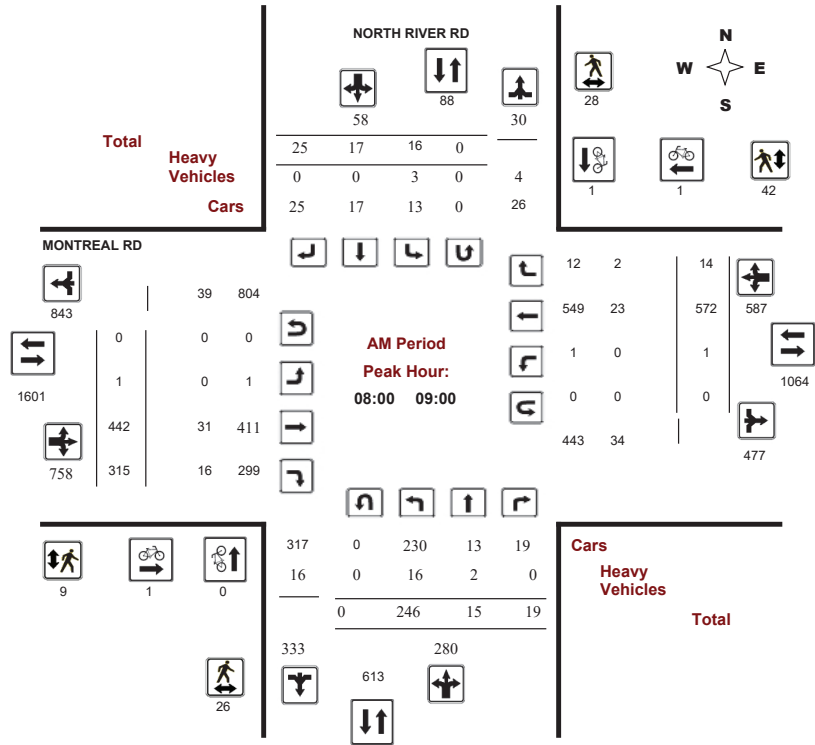 NORTH RIVER RD
N
W E
S
88
28
58 30
Total 25 17 16 0
Heavy
Vehicles 0 0 3 0 4
Cars 25 17 13 0 26
1 1 42
MONTREAL RD
843
39 804
12 2 14
587
0 0 0
549 23 572
AM Period
1601
1 0 1
1 0 1
1064
Peak Hour:
08:00 09:00
0 0 0
442 31 411
443 34
477
758 315 16 299
317 0 230 13 19 Cars
16 0 16 2 0 Heavy
Vehicles
0 246 15 19 Total
9 1 0
333 280
613
26